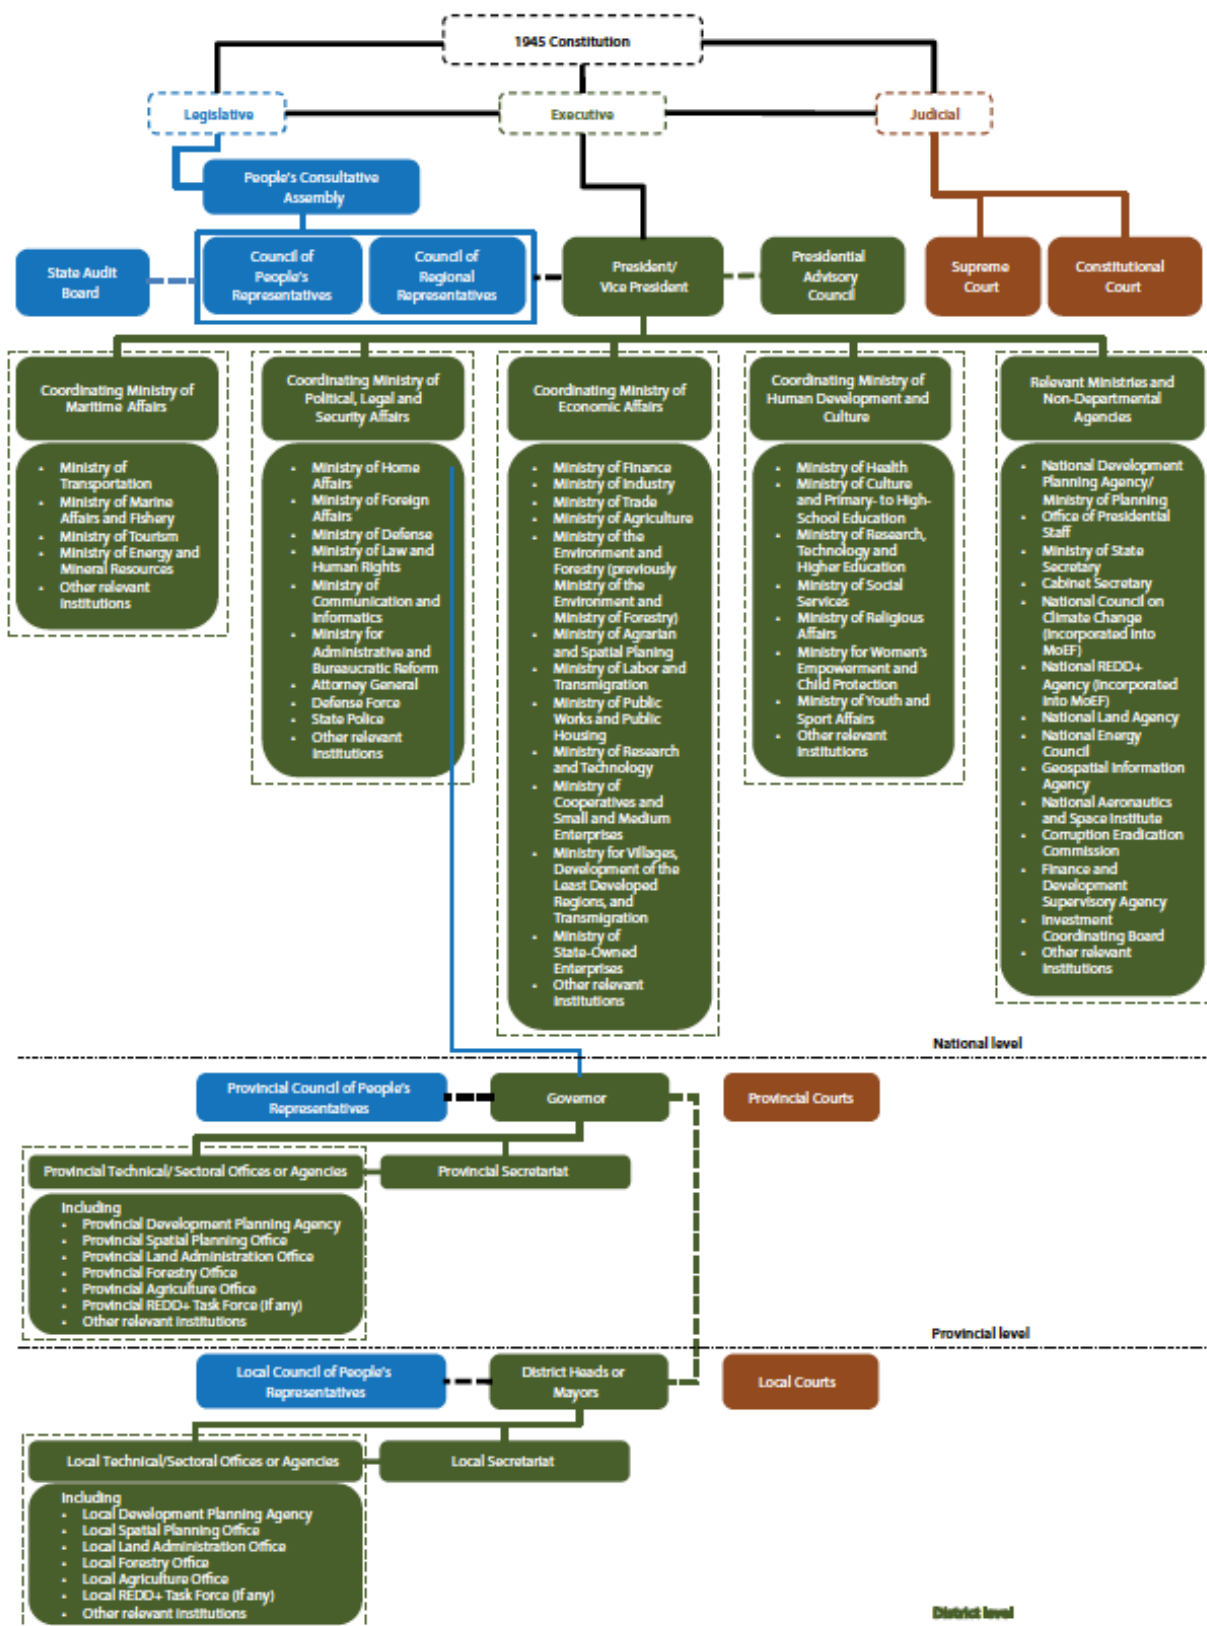 1945 Constitution
Legislative
Executive
Judicial
People's Consultative
Assembly
State Audit
Board
Council of
People's
Representatives
Council of
Regional
Representatives
President/
Vice President
Presidential
Advisory
Council
Supreme
Court
Constitutional
Court
Coordinating Ministry of
Maritime Affairs
• Ministry of
Transportation
• Ministry of Marine
Affairs and Fishery
• Ministry of Tourism
• Ministry of Energy and
Mineral Resources
• Other relevant
Institutions
Coordinating Ministry of
Political, Legal and
Security Affairs
• Ministry of Home
Affairs
• Ministry of Foreign
Affairs
• Ministry of Defense
• Ministry of Law and
Human Rights
• Ministry of
Communication and
Informatics
• Ministry for
Administrative and
Bureaucratic Reform
• Attorney General
• Defense Force
• State Police
• Other relevant
Institutions
Coordinating Ministry of
Economic Affairs
• Ministry of Finance
• Ministry of Industry
• Ministry of Trade
• Ministry of Agriculture
• Ministry of the
Environment and
Forestry (previously
Ministry of the
Environment and
Ministry of Forestry)
• Ministry of Agrarian
and Spatial Planing
• Ministry of Labor and
Transmigration
• Ministry of Public
Works and Public
Housing
• Ministry of Research
and Technology
• Ministry of
Cooperatives and
Small and Medium
Enterprises
• Ministry for Villages,
Development of the
Least Developed
Regions, and
Transmigration
• Ministry of
State-Owned
Enterprises
• Other relevant
Institutions
Coordinating Ministry of
Human Development and
Culture
• Ministry of Health
• Ministry of Culture
and Primary- to High-
School Education
• Ministry of Research,
Technology and
Higher Education
• Ministry of Social
Services
• Ministry of Religious
Affairs
• Ministry for Women's
Empowerment and
Child Protection
• Ministry of Youth and
Sport Affairs
• Other relevant
Institutions
Relevant Ministries and
Non-Departmental
Agencies
• National Development
Planning Agency/
Ministry of Planning
• Office of Presidential
Staff
• Ministry of State
Secretary
• Cabinet Secretary
• National Council on
Climate Change
(Incorporated into
MoEF)
• National REDD+
Agency (Incorporated
into MoEF)
• National Land Agency
• National Energy
Council
• Geospatial Information
Agency
• National Aeronautics
and Space Institute
• Corruption Eradication
Commission
• Finance and
Development
Supervisory Agency
• Investment
Coordinating Board
• Other relevant
Institutions
National level
Provincial Council of People's
Representatives
Governor
Provincial Courts
Provincial Technical/Sectoral Offices or Agencies
Provincial Secretariat
Including
• Provincial Development Planning Agency
• Provincial Spatial Planning Office
• Provincial Land Administration Office
• Provincial Forestry Office
• Provincial Agriculture Office
• Provincial REDD+ Task Force (if any)
• Other relevant institutions
Provincial level
Local Council of People's
Representatives
District Heads or
Mayors
Local Courts
Local Technical/Sectoral Offices or Agencies
Local Secretariat
Including
• Local Development Planning Agency
• Local Spatial Planning Office
• Local Land Administration Office
• Local Forestry Office
• Local Agriculture Office
• Local REDD+ Task Force (if any)
• Other relevant institutions
District level